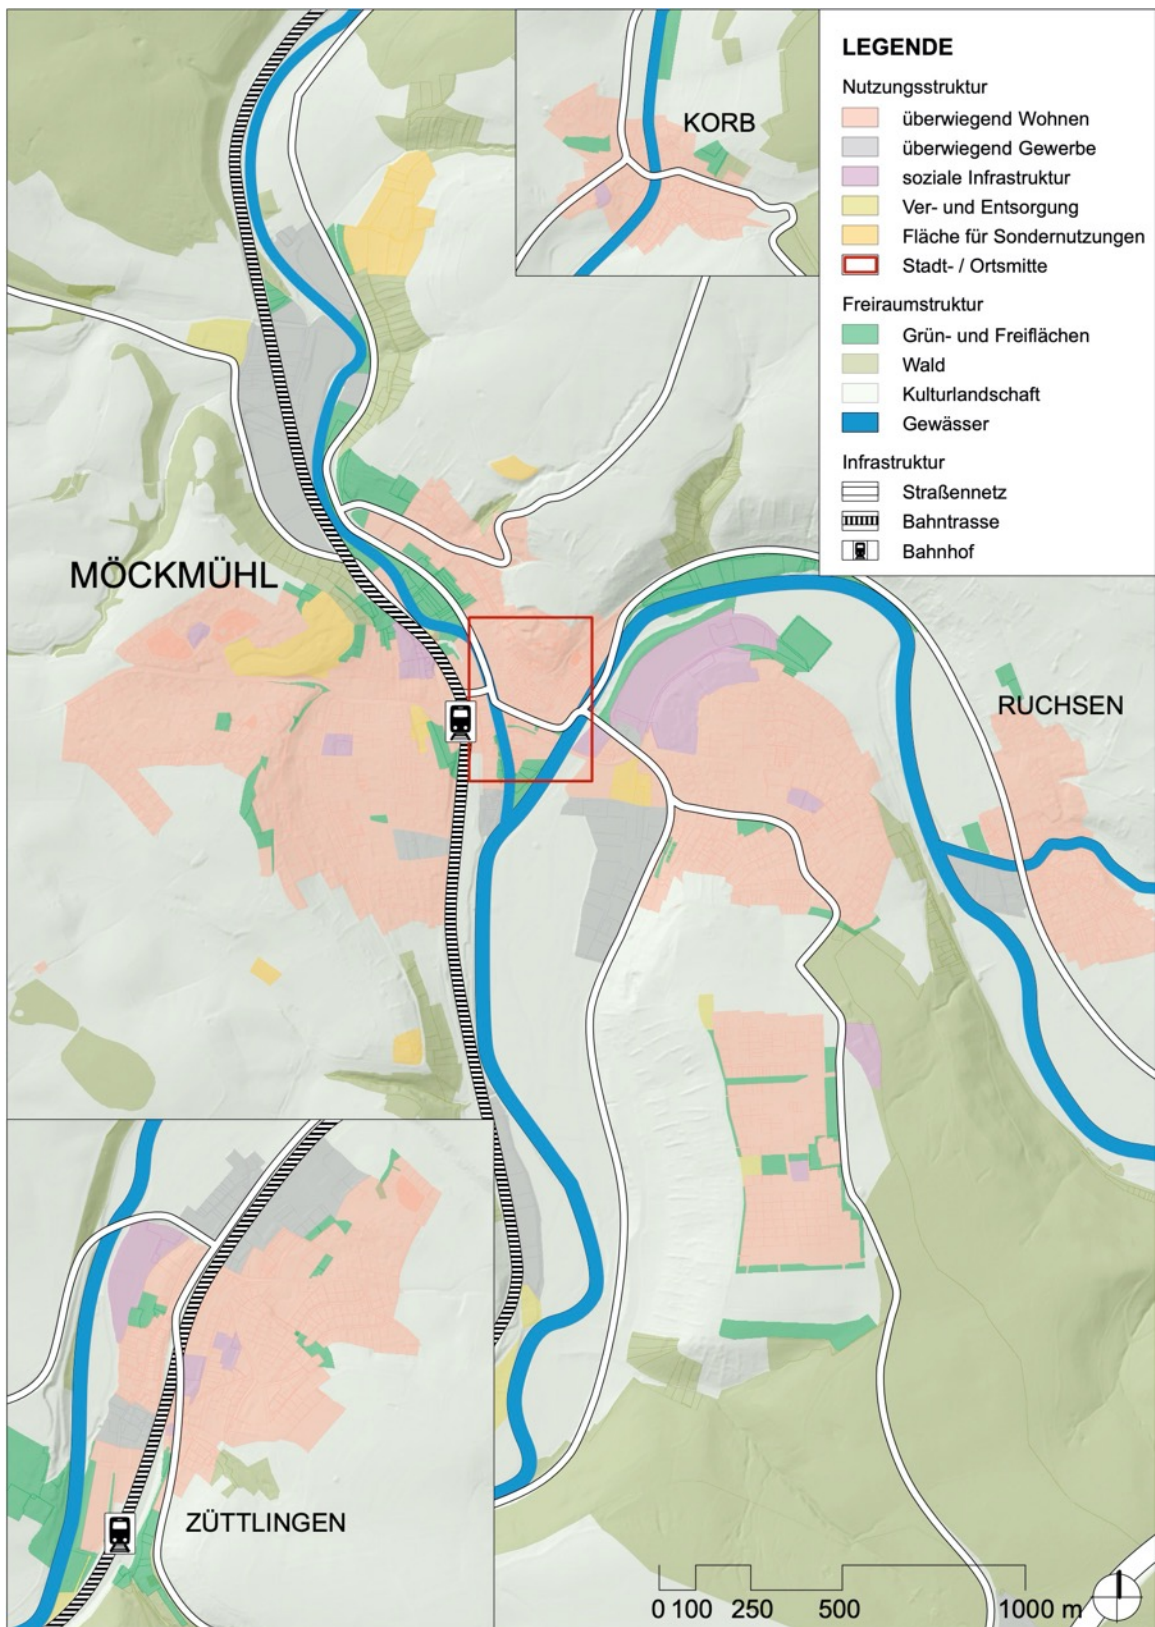 KORB
LEGENDE
Nutzungsstruktur
überwiegend Wohnen
überwiegend Gewerbe
soziale Infrastruktur
Ver- und Entsorgung
Fläche für Sondernutzungen
Stadt- / Ortsmitte
Freiraumstruktur
Grün- und Freiflächen
Wald
Kulturlandschaft
Gewässer
Infrastruktur
Straßennetz
Bahntrasse
Bahnhof
MÖCKMÜHL
RUCHSEN
ZÜTTLINGEN
0 100 250 500 1000 m